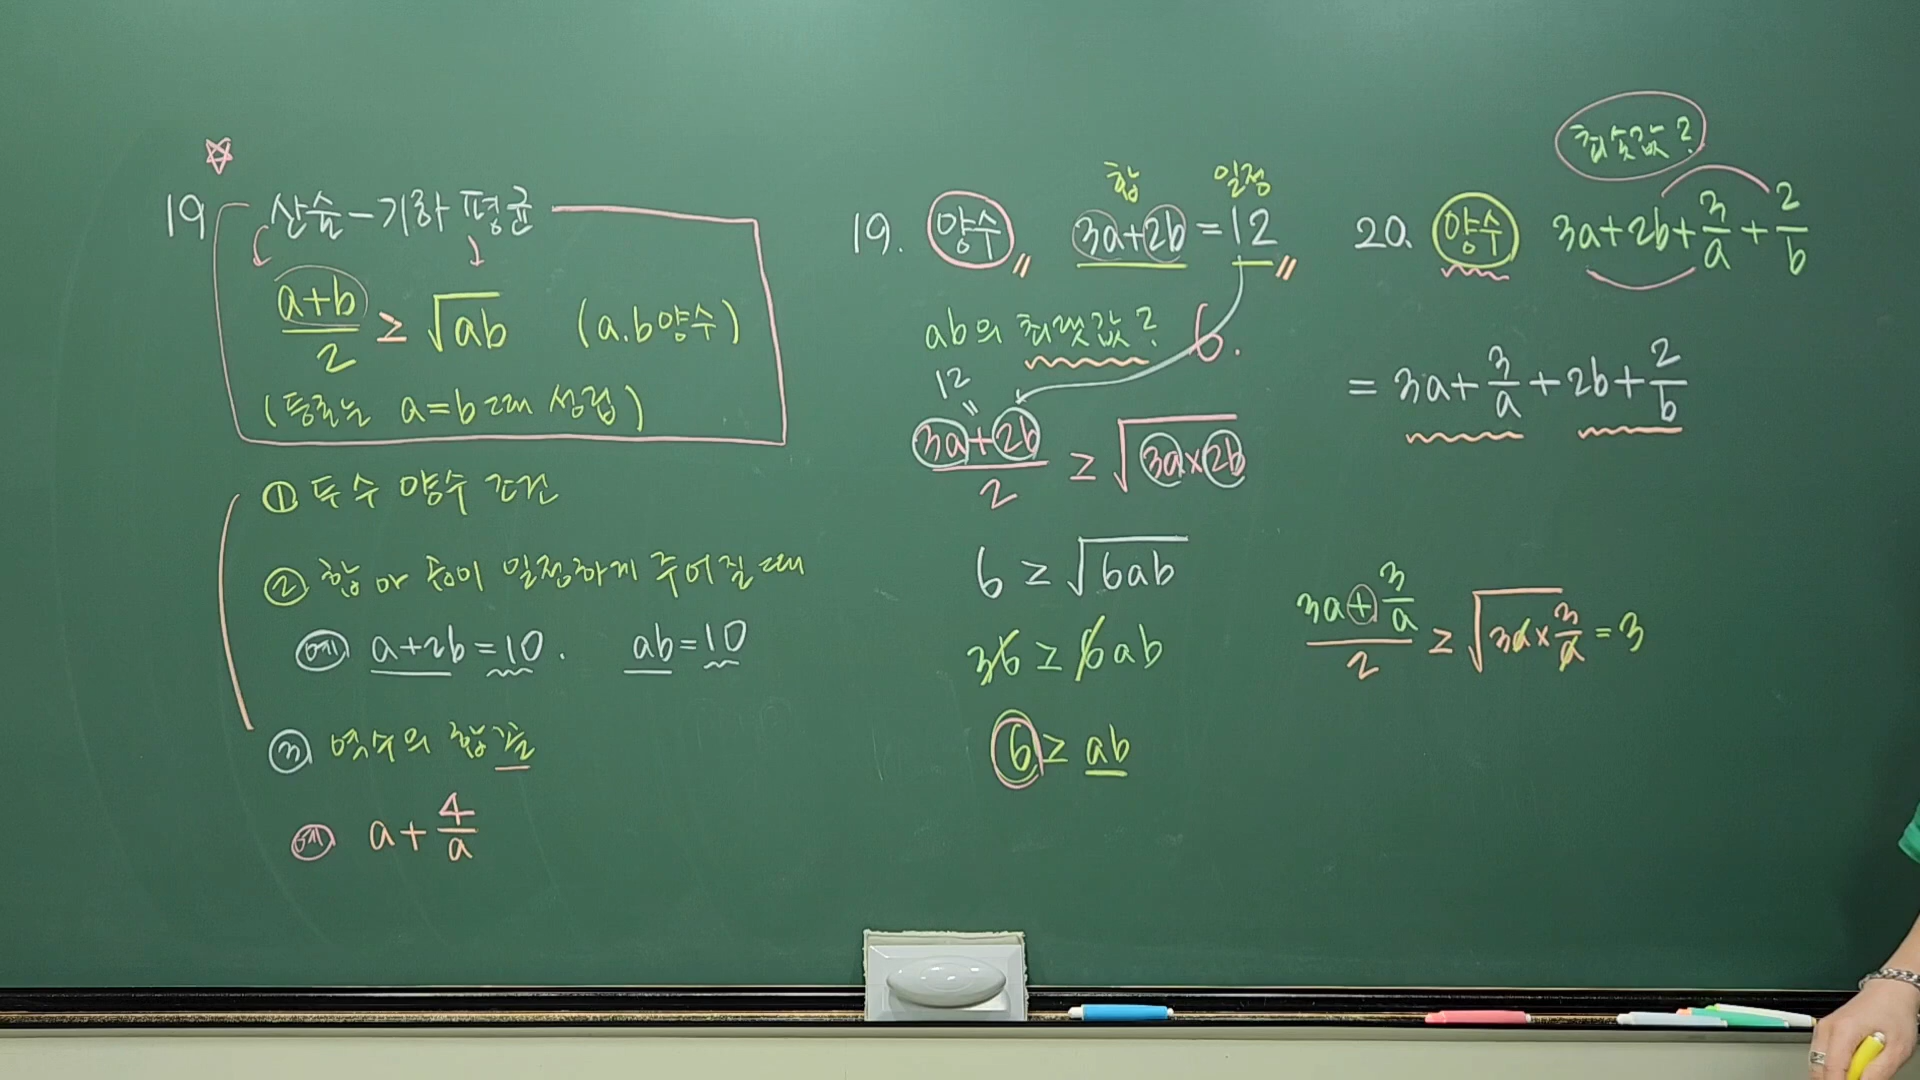 19 산술-기하 평균
a+b/2 ≥ √ab (a.b양수)
(등호는 a=b 때 성립)
① 두 수 양수 조건
② 합 or 곱이 일정하게 주어질 때
예 a+2b=10. ab=10
③ 역수의 합 꼴
예 a+4/a
19. 양수 3a+2b=12
합 일정
ab의 최댓값? 6.
12
3a+2b/2 ≥ √3a×2b
6 ≥ √6ab
36 ≥ 6ab
6 ≥ ab
최솟값?
20. 양수 3a+2b+3/a+2/b
= 3a+3/a+2b+2/b
3a+3/a/2 ≥ √3a×3/a = 3